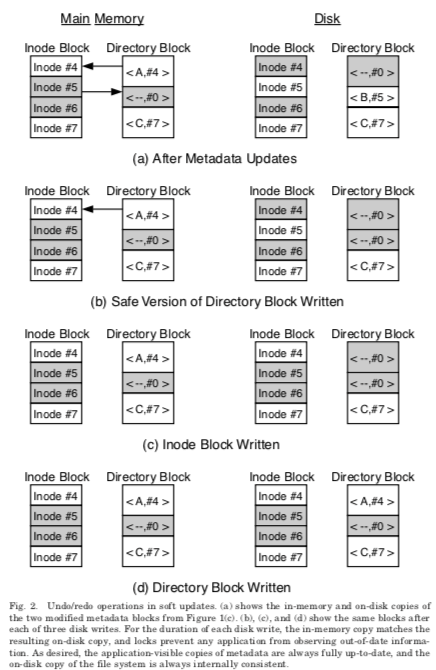 Main Memory Disk
Inode Block Directory Block Inode Block Directory Block
Inode #4 <A,#4 > Inode #4 <--,#0 >
Inode #5 <--,#0 > Inode #5 <B,#5 >
Inode #6 <C,#7 > Inode #6 <C,#7 >
Inode #7 Inode #7
(a) After Metadata Updates
Inode Block Directory Block Inode Block Directory Block
Inode #4 <A,#4 > Inode #4 <--,#0 >
Inode #5 <--,#0 > Inode #5 <--,#0 >
Inode #6 <C,#7 > Inode #6 <C,#7 >
Inode #7 Inode #7
(b) Safe Version of Directory Block Written
Inode Block Directory Block Inode Block Directory Block
Inode #4 <A,#4 > Inode #4 <--,#0 >
Inode #5 <--,#0 > Inode #5 <--,#0 >
Inode #6 <C,#7 > Inode #6 <C,#7 >
Inode #7 Inode #7
(c) Inode Block Written
Inode Block Directory Block Inode Block Directory Block
Inode #4 <A,#4 > Inode #4 <A,#4 >
Inode #5 <--,#0 > Inode #5 <--,#0 >
Inode #6 <C,#7 > Inode #6 <C,#7 >
Inode #7 Inode #7
(d) Directory Block Written
Fig. 2. Undo/redo operations in soft updates. (a) shows the in-memory and on-disk copies of
the two modified metadata blocks from Figure 1(c). (b), (c), and (d) show the same blocks after
each of three disk writes. For the duration of each disk write, the in-memory copy matches the
resulting on-disk copy, and locks prevent any application from observing out-of-date informa-
tion. As desired, the application-visible copies of metadata are always fully up-to-date, and the
on-disk copy of the file system is always internally consistent.